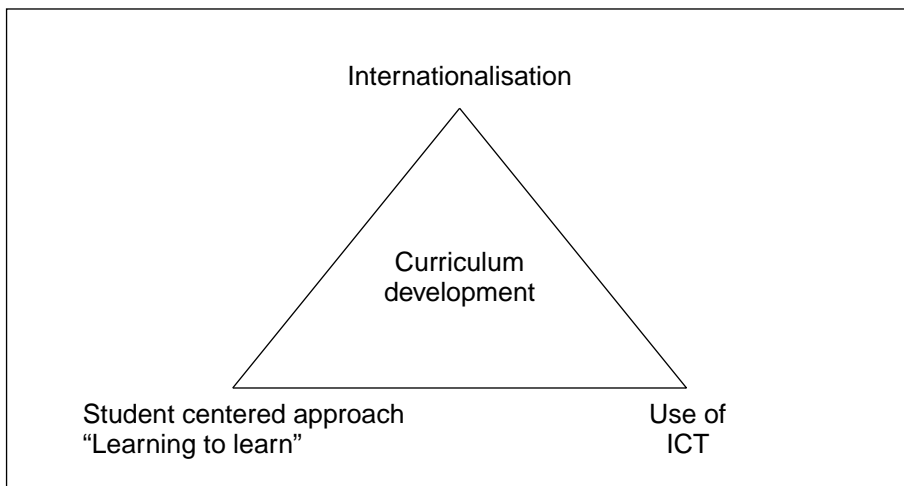 Internationalisation
Curriculum
development
Student centered approach
“Learning to learn”
Use of
ICT